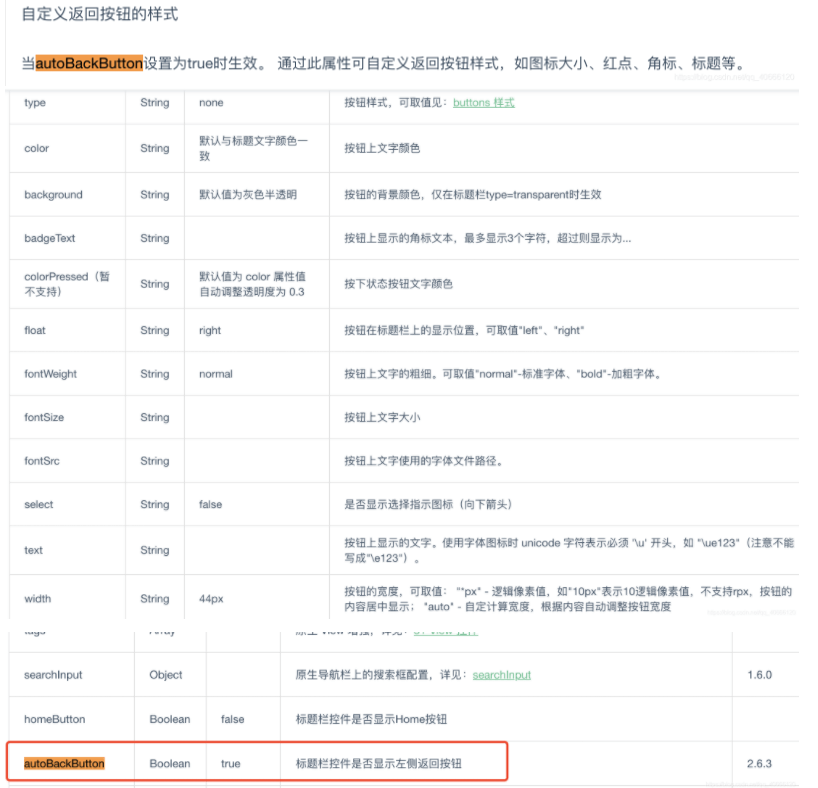 自定义返回按钮的样式
当autoBackButton设置为true时生效。 通过此属性可自定义返回按钮样式，如图标大小、红点、角标、标题等。
type String none 按钮样式，可取值见：buttons 样式
color String 默认与标题文字颜色一
致 按钮上文字颜色
background String 默认值为灰色半透明 按钮的背景颜色，仅在标题栏type=transparent时生效
badgeText String 按钮上显示的角标文本，最多显示3个字符，超过则显示为...
colorPressed（暂
不支持） String 默认值为 color 属性值
自动调整透明度为 0.3 按下状态按钮文字颜色
float String right 按钮在标题栏上的显示位置，可取值"left"、"right"
fontWeight String normal 按钮上文字的粗细。可取值"normal"-标准字体、"bold"-加粗字体。
fontSize String 按钮上文字大小
fontSrc String 按钮上文字使用的字体文件路径。
select String false 是否显示选择指示图标（向下箭头）
text String 按钮上显示的文字。使用字体图标时 unicode 字符表示必须 '\u' 开头，如 "\ue123"（注意不能
写成"\e123"）。
width String 44px 按钮的宽度，可取值： "*px" - 逻辑像素值，如"10px"表示10逻辑像素值，不支持rpx，按钮的
内容居中显示； "auto" - 自定计算宽度，根据内容自动调整按钮宽度
searchInput Object 原生导航栏上的搜索框配置，详见：searchInput 1.6.0
homeButton Boolean false 标题栏控件是否显示Home按钮
autoBackButton Boolean true 标题栏控件是否显示左侧返回按钮 2.6.3